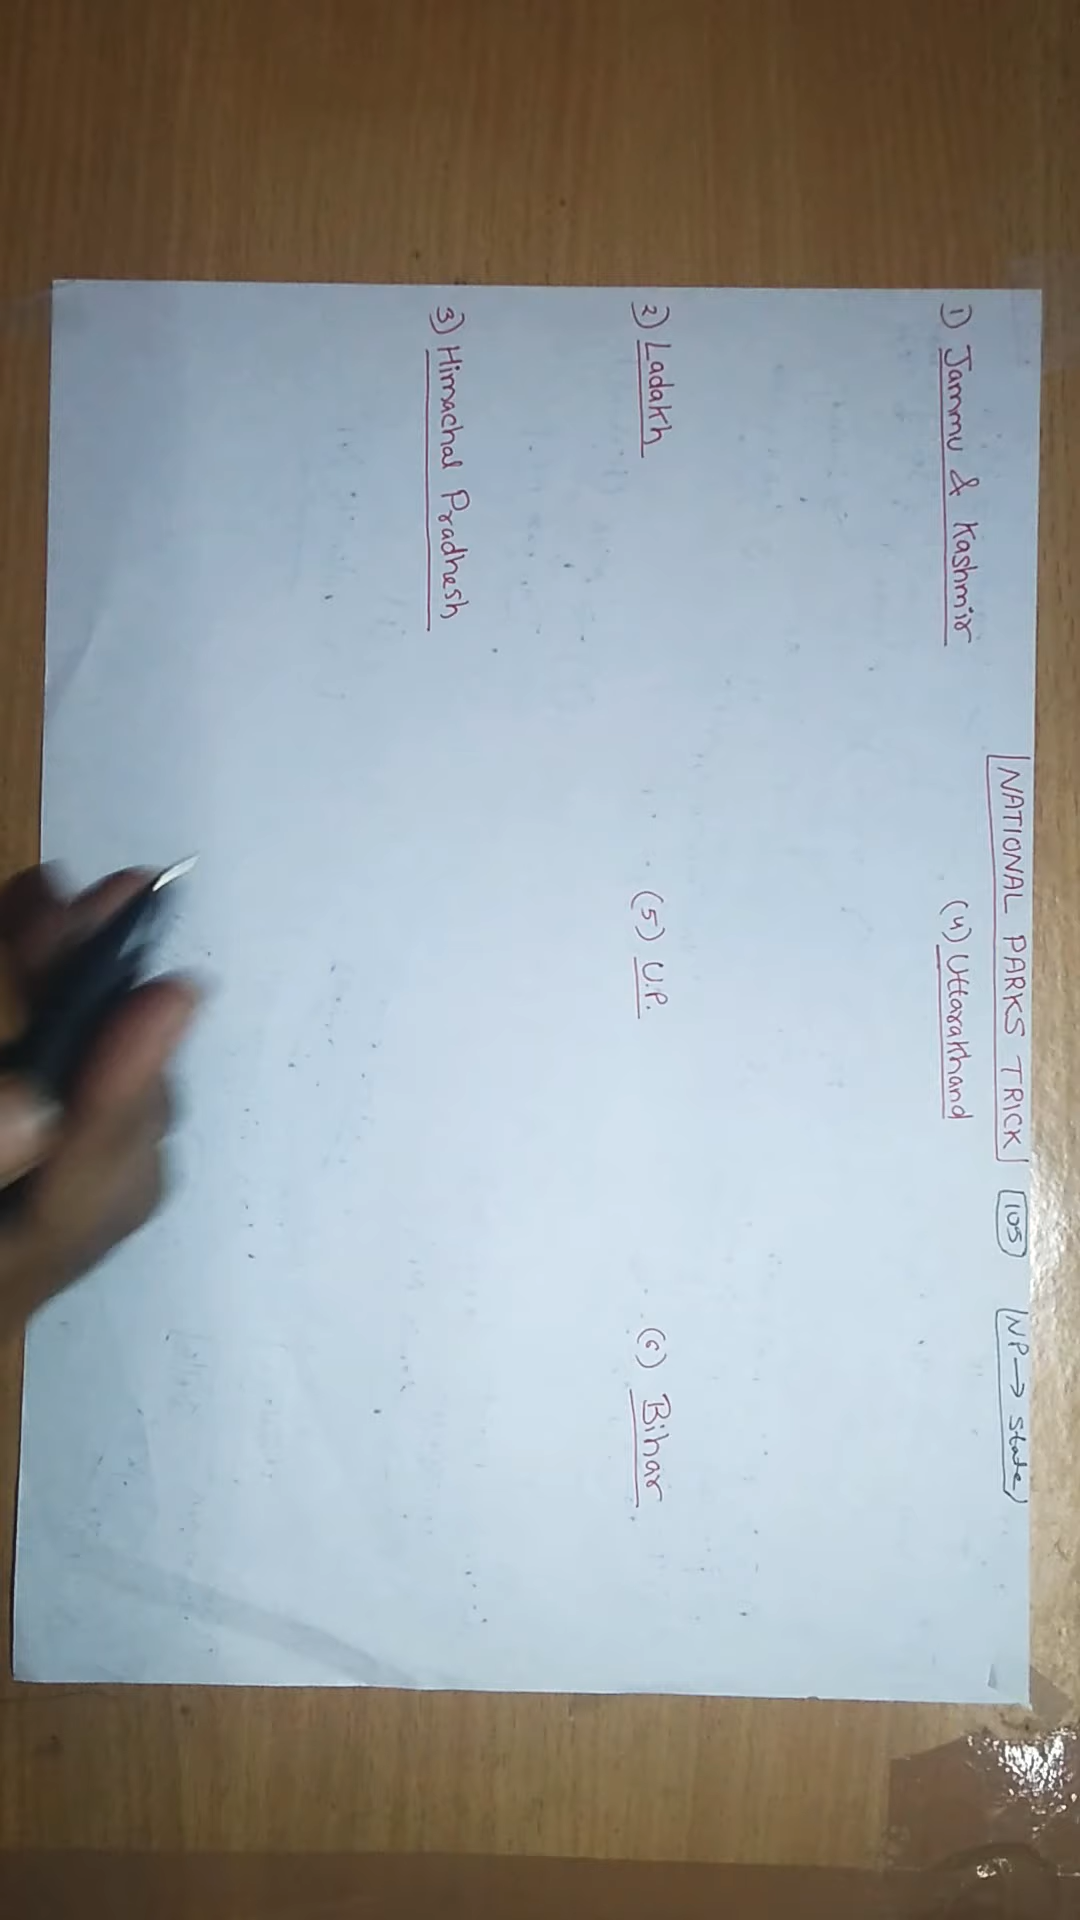 NATIONAL PARKS TRICK 105 NP→ State
1) Jammu & Kashmir
(4) Uttarakhand
2) Ladakh
(5) U.P.
(6) Bihar
3) Himachal Pradhesh